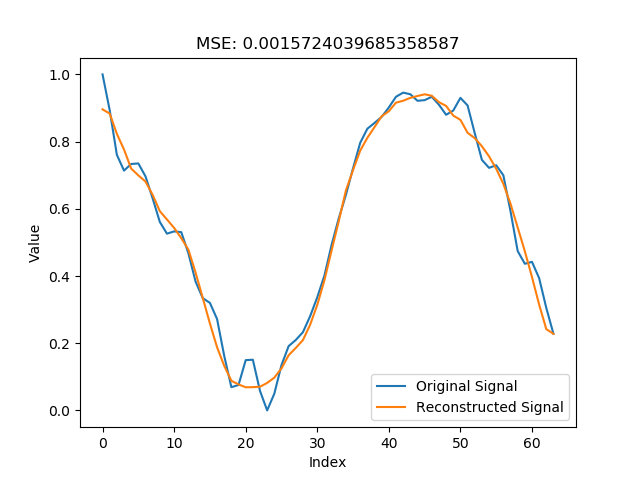 MSE: 0.0015724039685358587
1.0
0.8
0.6
0.4
0.2
0.0
Value
0 10 20 30 40 50 60
Index
Original Signal
Reconstructed Signal